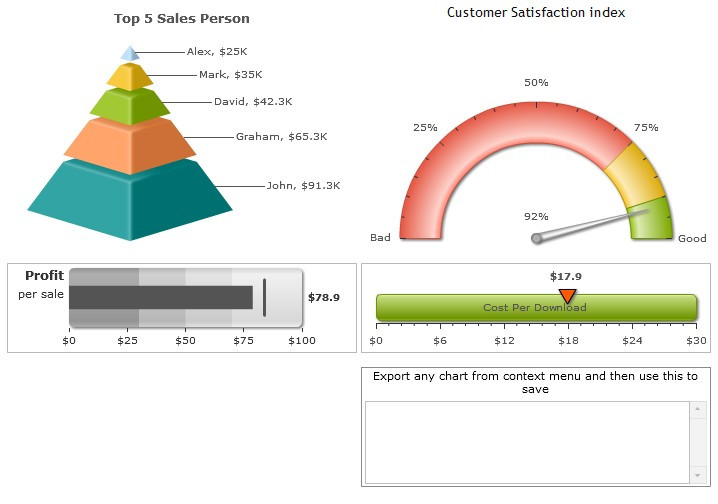 Top 5 Sales Person
Alex, $25K
Mark, $35K
David, $42.3K
Graham, $65.3K
John, $91.3K
Customer Satisfaction index
50%
25%
75%
92%
Bad
Good
Profit
per sale
$78.9
$0 $25 $50 $75 $100
$17.9
Cost Per Download
$0 $6 $12 $18 $24 $30
Export any chart from context menu and then use this to
save